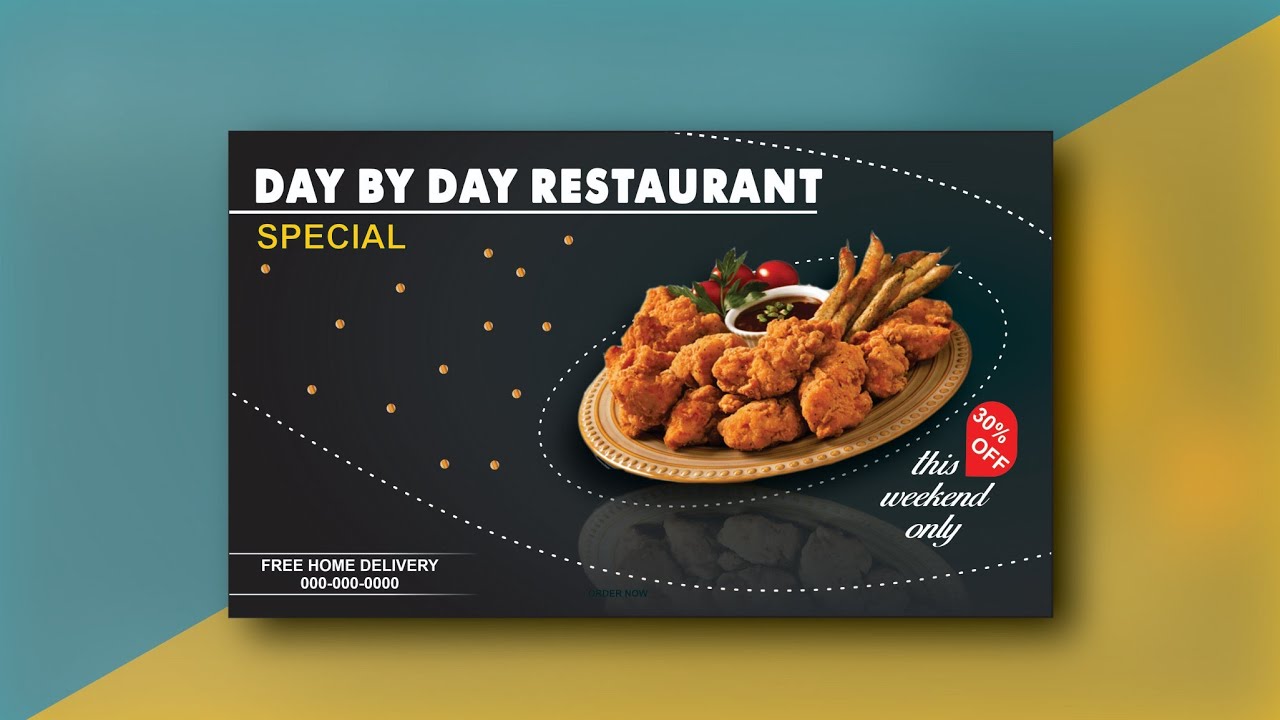 DAY BY DAY RESTAURANT
SPECIAL
30%
OFF
this
weekend
only
FREE HOME DELIVERY
000-000-0000
ORDER NOW